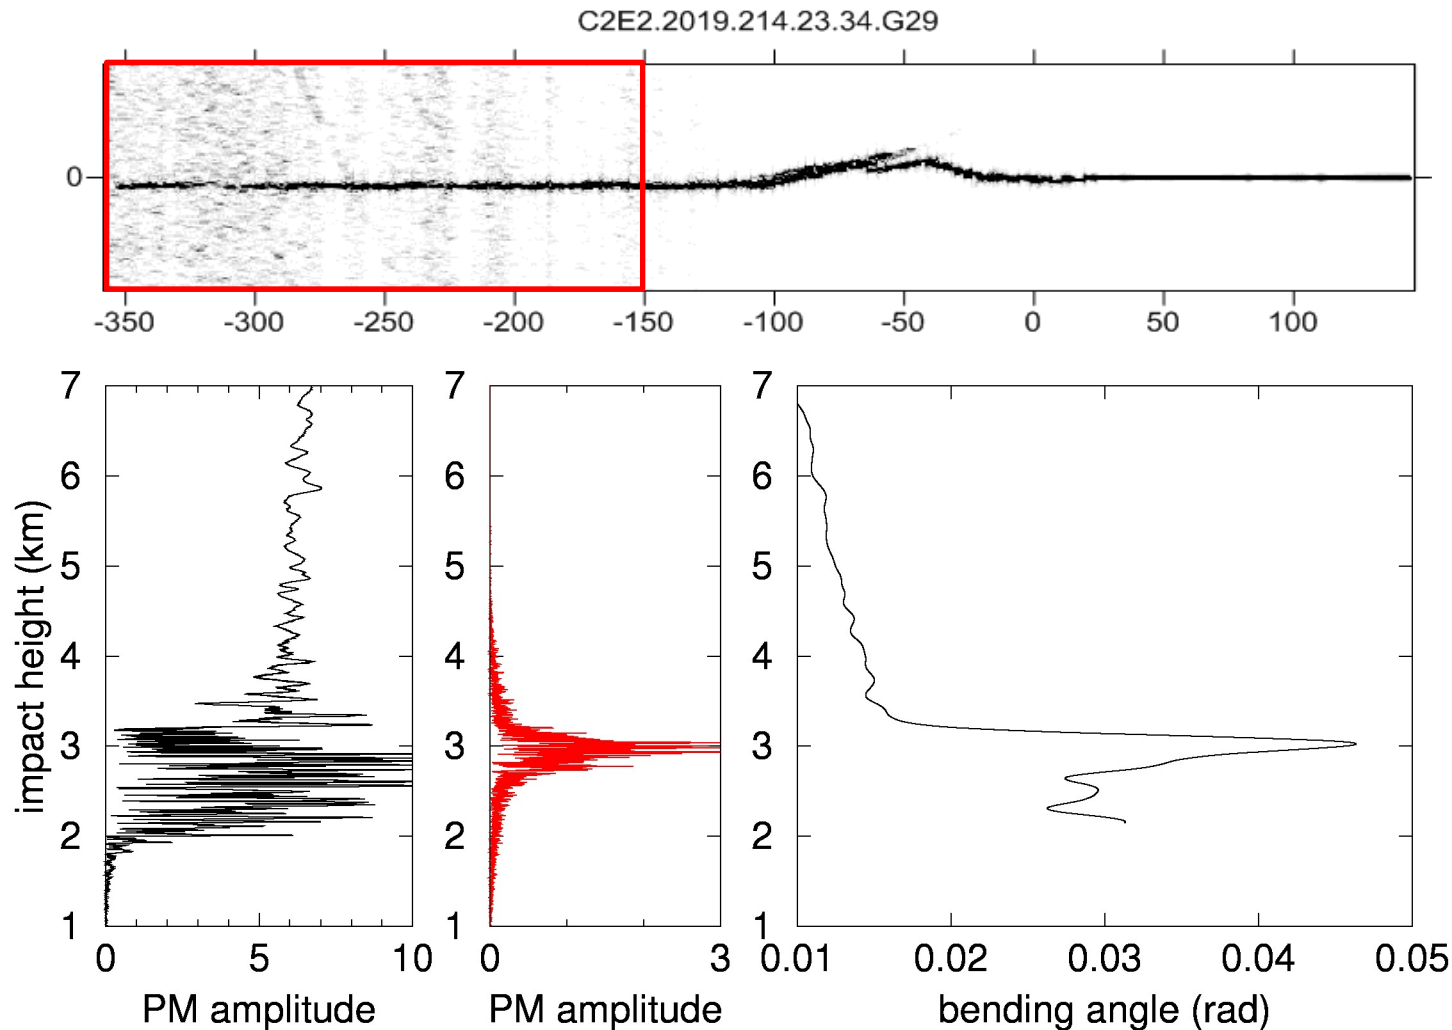 C2E2.2019.214.23.34.G29
0
-350 -300 -250 -200 -150 -100 -50 0 50 100
7 7 7
6 6 6
5 5 5
4 4 4
3 3 3
2 2 2
1 1 1
impact height (km)
0 5 10 0 3 0.01 0.02 0.03 0.04 0.05
PM amplitude PM amplitude bending angle (rad)